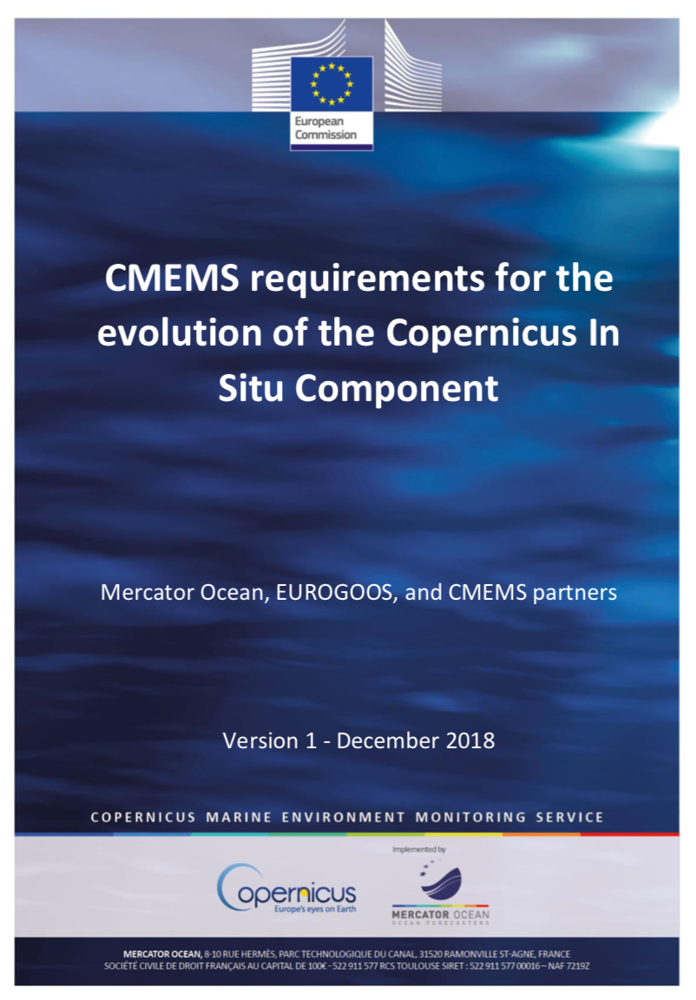 European
Commission
CMEMS requirements for the
evolution of the Copernicus In
Situ Component
Mercator Ocean, EUROGOOS, and CMEMS partners
Version 1 - December 2018
COPERNICUS MARINE ENVIRONMENT MONITORING SERVICE
Implemented by
Copernicus
Europe's eyes on Earth
MERCATOR OCEAN
OCEAN FORECASTERS
MERCATOR OCEAN, 8-10 RUE HERMÈS, PARC TECHNOLOGIQUE DU CANAL, 31520 RAMONVILLE ST-AGNE, FRANCE
SOCIÉTÉ CIVILE DE DROIT FRANÇAIS AU CAPITAL DE 100€ - 522 911 577 RCS TOULOUSE SIRET : 522 911 577 00016 – NAF 7219Z